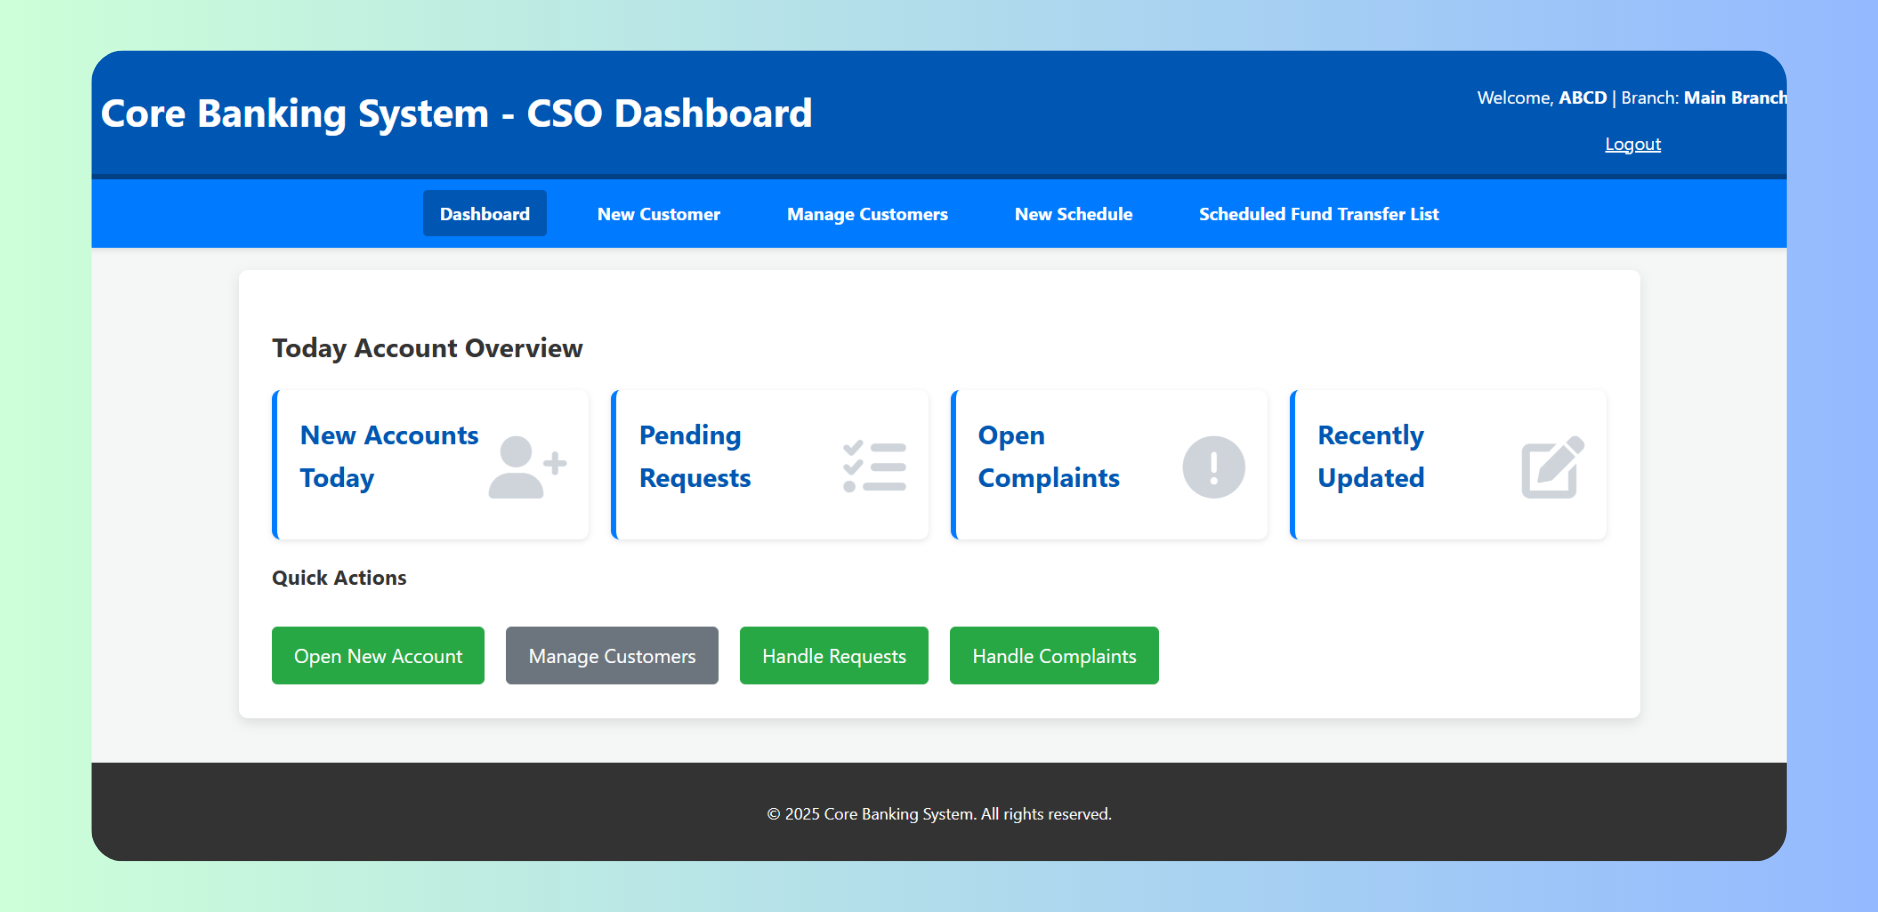 Core Banking System - CSO Dashboard
Welcome, ABCD | Branch: Main Branch
Logout
Dashboard
New Customer
Manage Customers
New Schedule
Scheduled Fund Transfer List
Today Account Overview
New Accounts
Today
Pending
Requests
Open
Complaints
Recently
Updated
Quick Actions
Open New Account
Manage Customers
Handle Requests
Handle Complaints
© 2025 Core Banking System. All rights reserved.